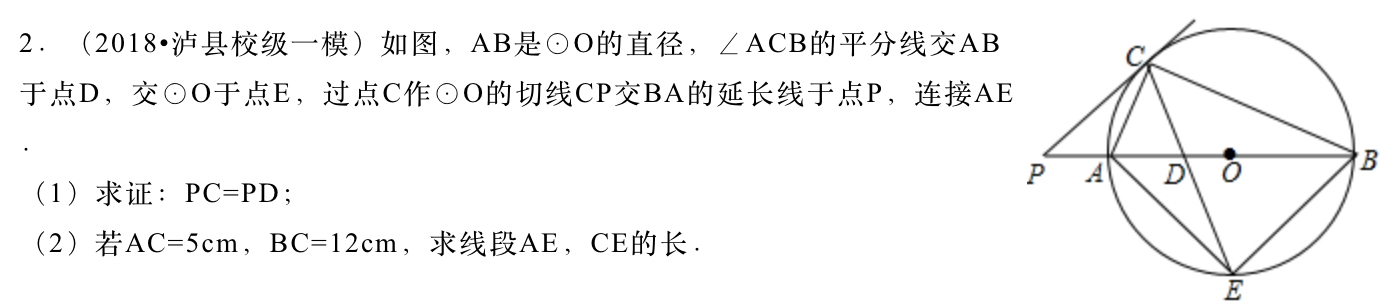 2．（2018•泸县校级一模）如图，AB是⊙O的直径，∠ACB的平分线交AB
于点D，交⊙O于点E，过点C作⊙O的切线CP交BA的延长线于点P，连接AE
．
（1）求证：PC=PD；
（2）若AC=5cm，BC=12cm，求线段AE，CE的长．
C
P
A
D
O
B
E